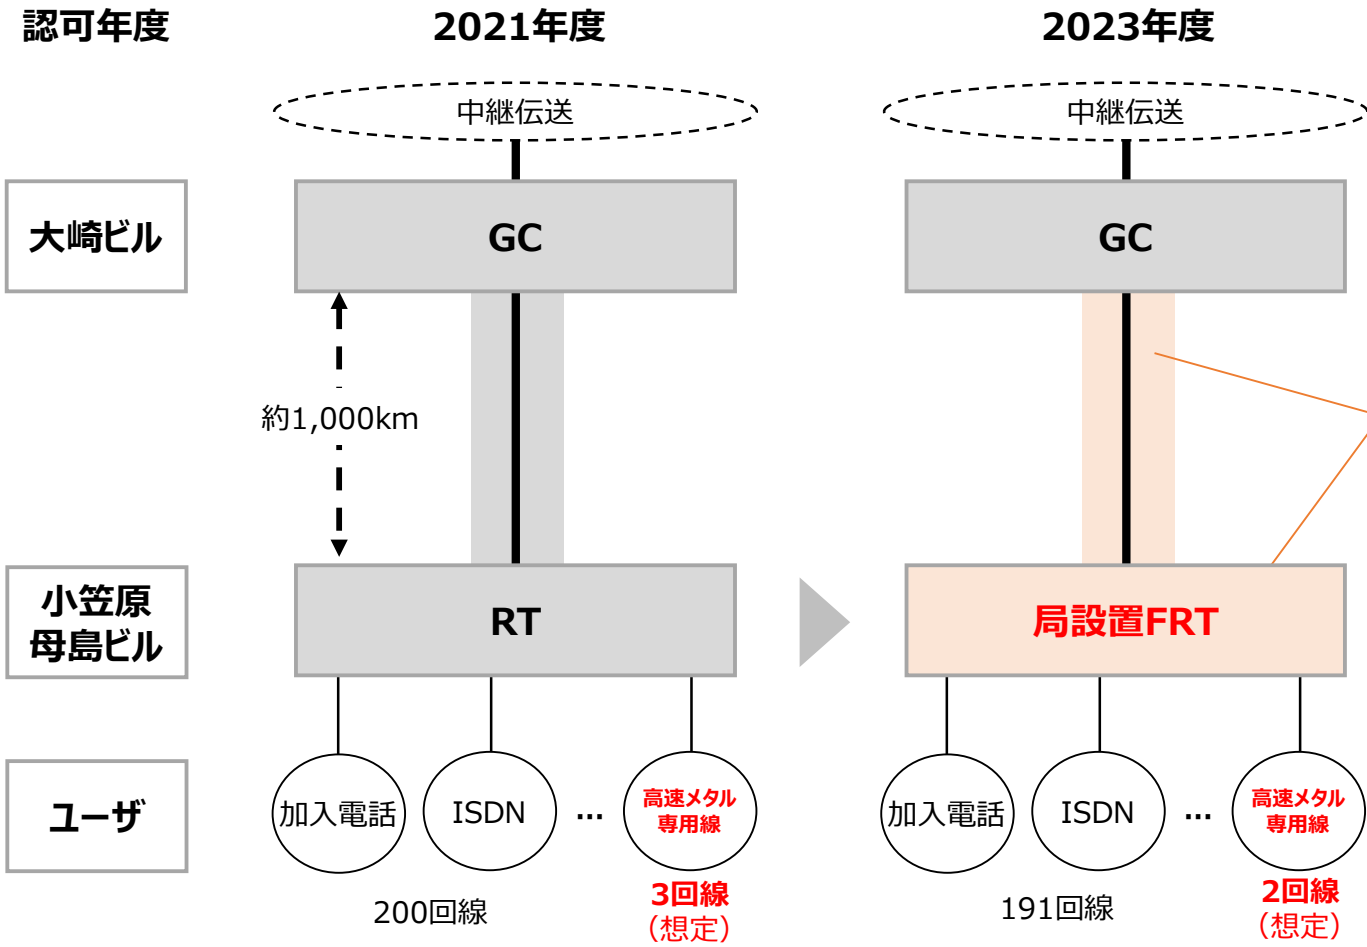 認可年度
2021年度
2023年度
中継伝送
中継伝送
大崎ビル
GC
GC
約1,000km
小笠原
母島ビル
RT
局設置FRT
ユーザ
加入電話
ISDN
…
高速メタル
専用線
加入電話
ISDN
…
高速メタル
専用線
200回線
3回線
（想定）
191回線
2回線
（想定）